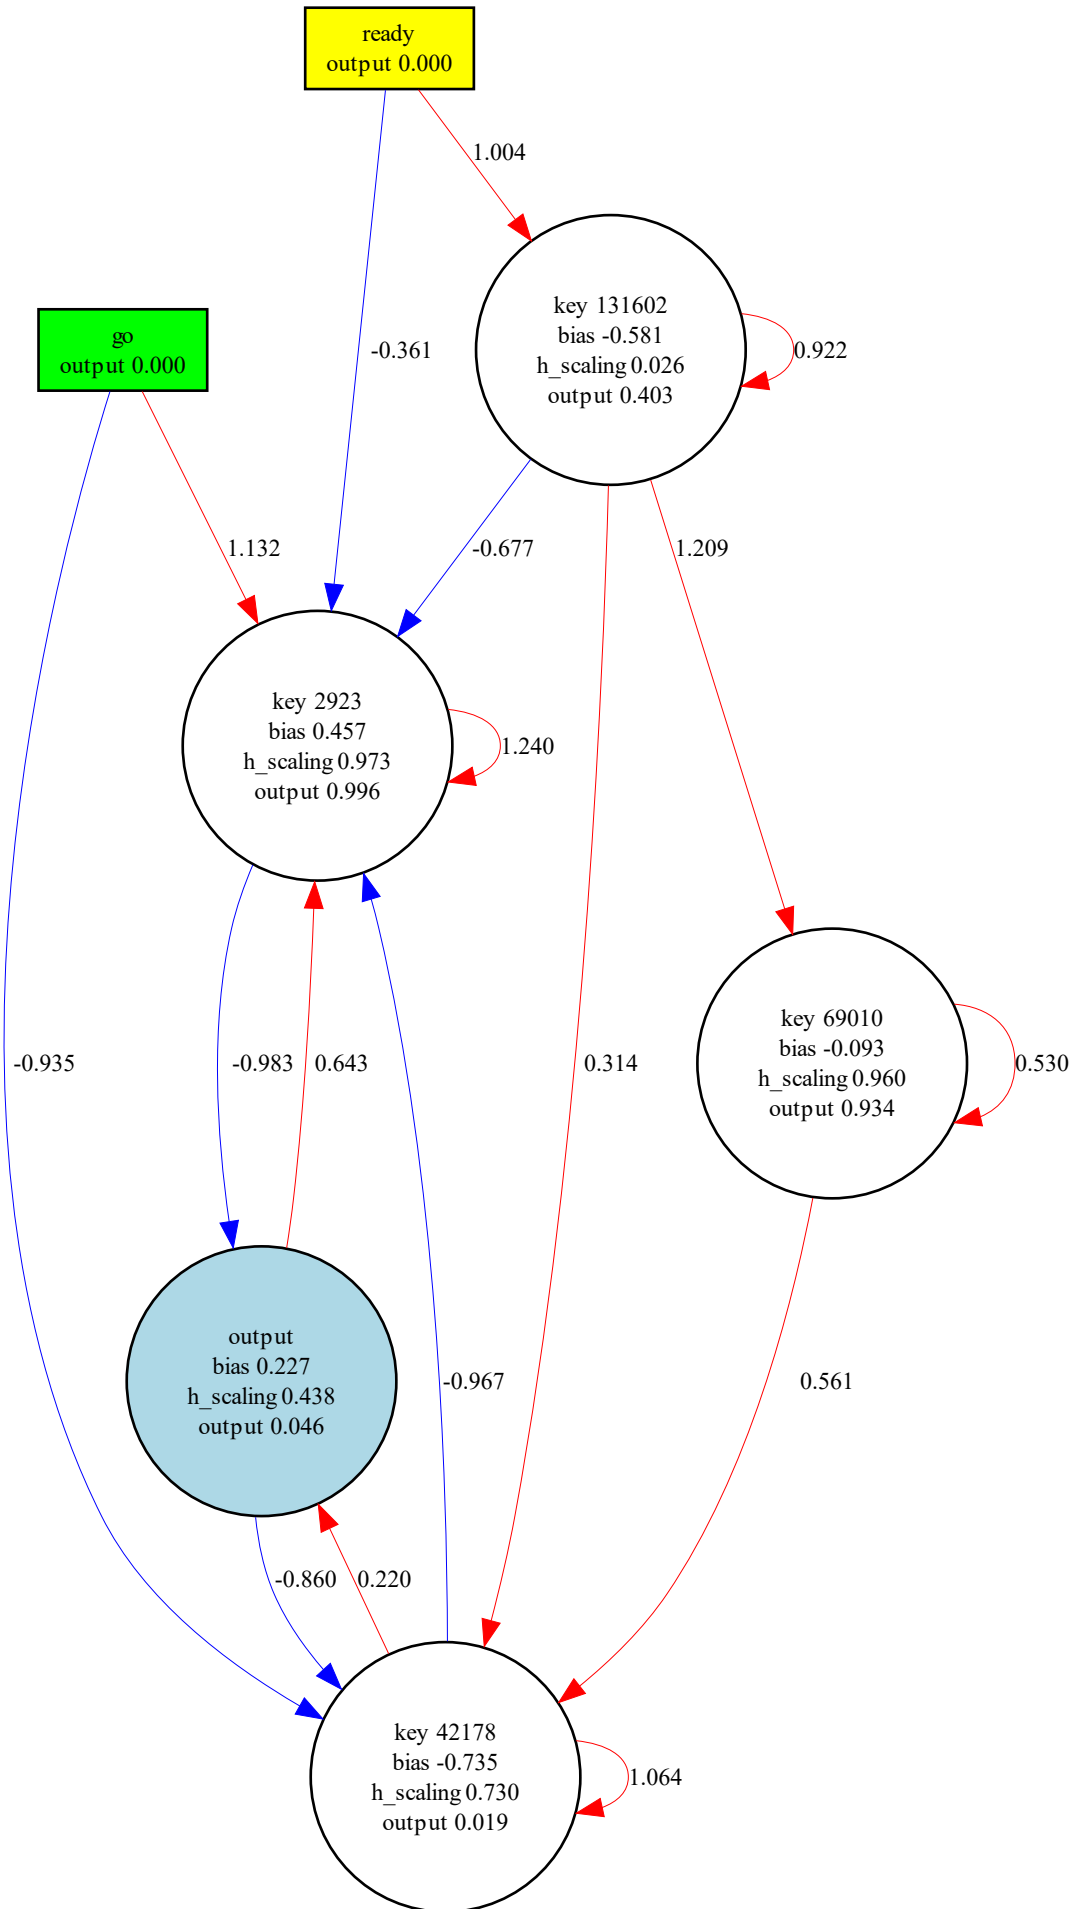 ready
output 0.000
1.004
key 131602
bias -0.581
h_scaling 0.026
output 0.403
0.922
go
output 0.000
-0.361
1.132
-0.677
1.209
key 2923
bias 0.457
h_scaling 0.973
output 0.996
1.240
key 69010
bias -0.093
h_scaling 0.960
output 0.934
0.530
-0.935
-0.983
0.643
0.314
output
bias 0.227
h_scaling 0.438
output 0.046
-0.967
0.561
-0.860
0.220
key 42178
bias -0.735
h_scaling 0.730
output 0.019
1.064